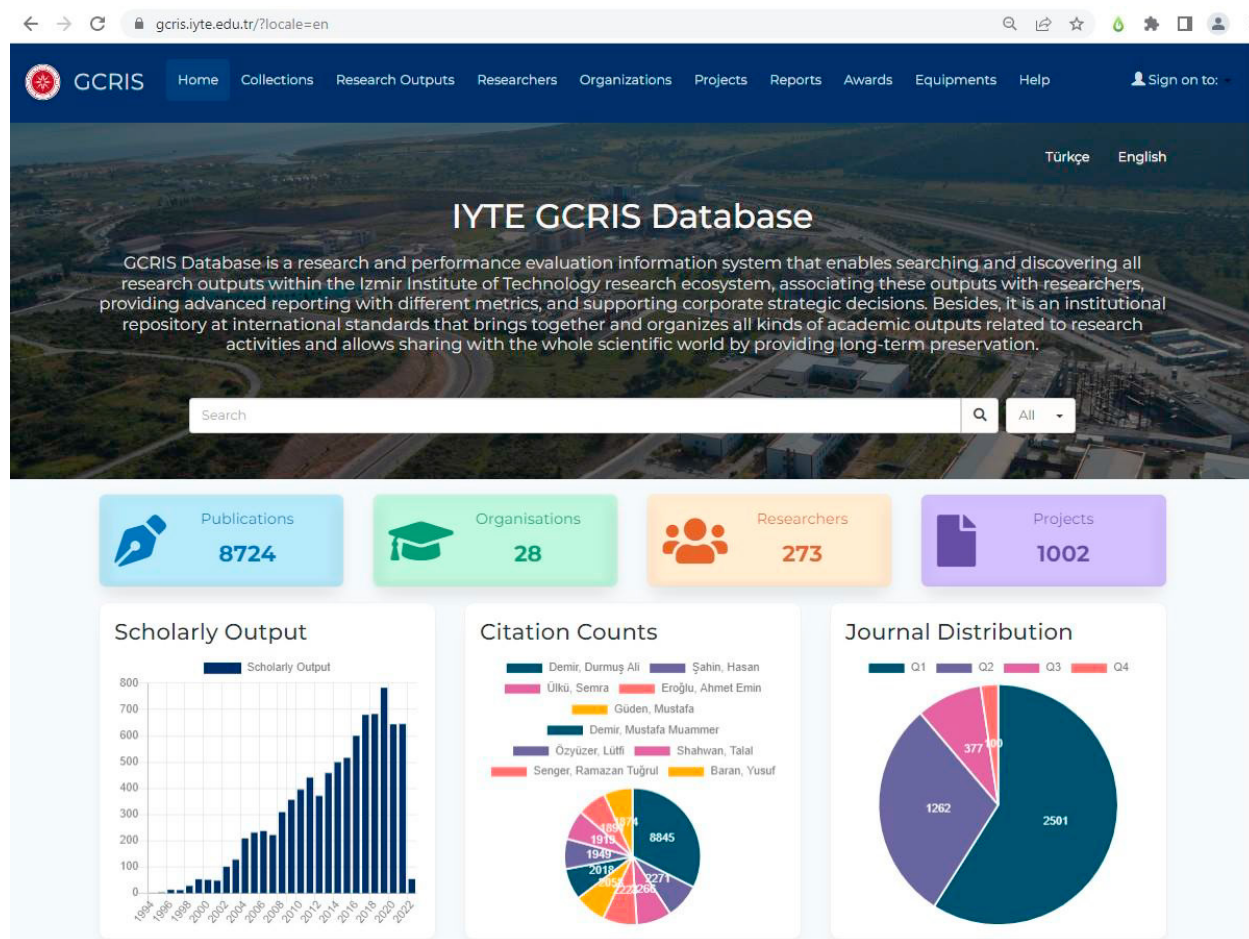 gcris.iyte.edu.tr/?locale=en
GCRIS Home Collections Research Outputs Researchers Organizations Projects Reports Awards Equipments Help Sign on to:
Türkçe English
IYTE GCRIS Database
GCRIS Database is a research and performance evaluation information system that enables searching and discovering all
research outputs within the Izmir Institute of Technology research ecosystem, associating these outputs with researchers,
providing advanced reporting with different metrics, and supporting corporate strategic decisions. Besides, it is an institutional
repository at international standards that brings together and organizes all kinds of academic outputs related to research
activities and allows sharing with the whole scientific world by providing long-term preservation.
Search All
Publications
8724
Organisations
28
Researchers
273
Projects
1002
Scholarly Output
Scholarly Output
800
700
600
500
400
300
200
100
0
1994 1996 1998 2000 2002 2004 2006 2008 2010 2012 2014 2016 2018 2020 2022
Citation Counts
Demir, Durmuş Ali Şahin, Hasan
Ülkü, Semra Eroğlu, Ahmet Emin
Güden, Mustafa
Demir, Mustafa Muammer
Özyüzer, Lütfi Shahwan, Talal
Senger, Ramazan Tuğrul Baran, Yusuf
8845
2271
2018
1949
1919
Journal Distribution
Q1 Q2 Q3 Q4
377 100
1262
2501